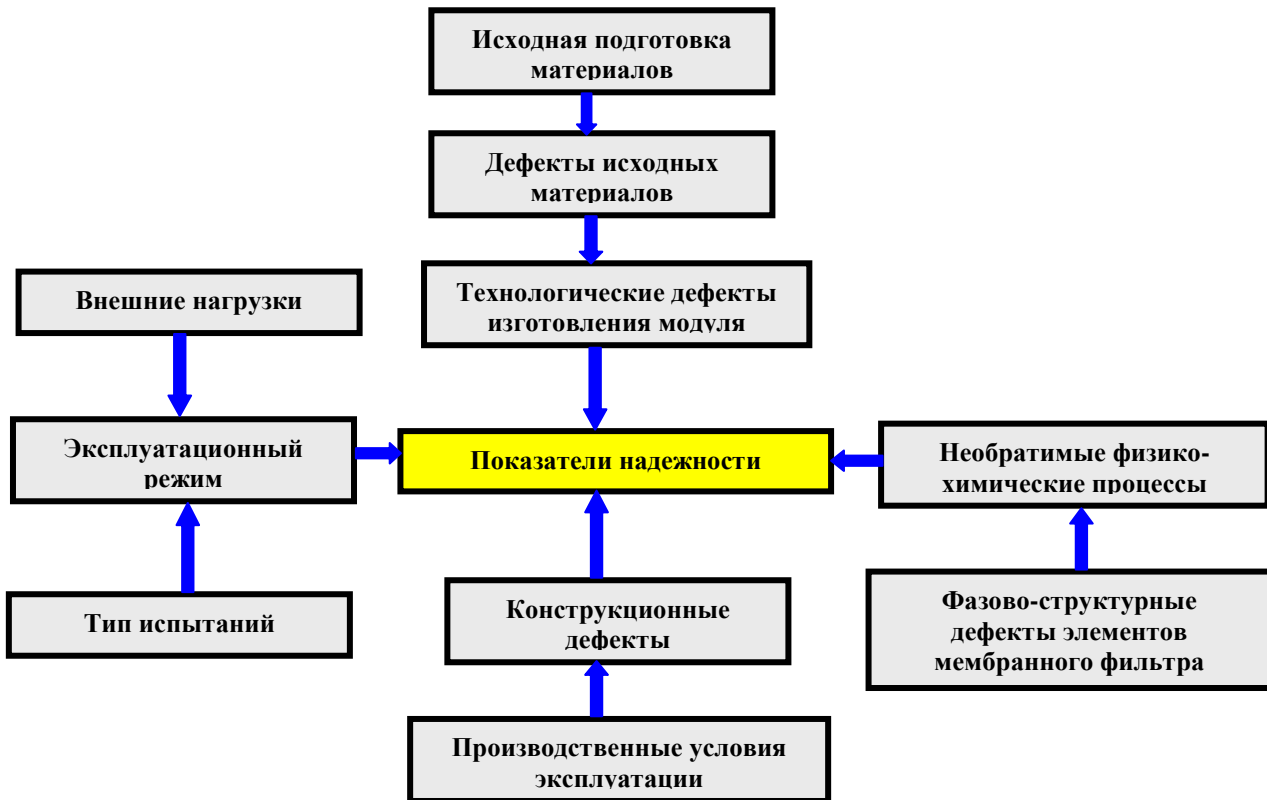 Исходная подготовка
материалов
Дефекты исходных
материалов
Внешние нагрузки
Технологические дефекты
изготовления модуля
Эксплуатационный
режим
Показатели надежности
Необратимые физико-
химические процессы
Тип испытаний
Конструкционные
дефекты
Фазово-структурные
дефекты элементов
мембранного фильтра
Производственные условия
эксплуатации